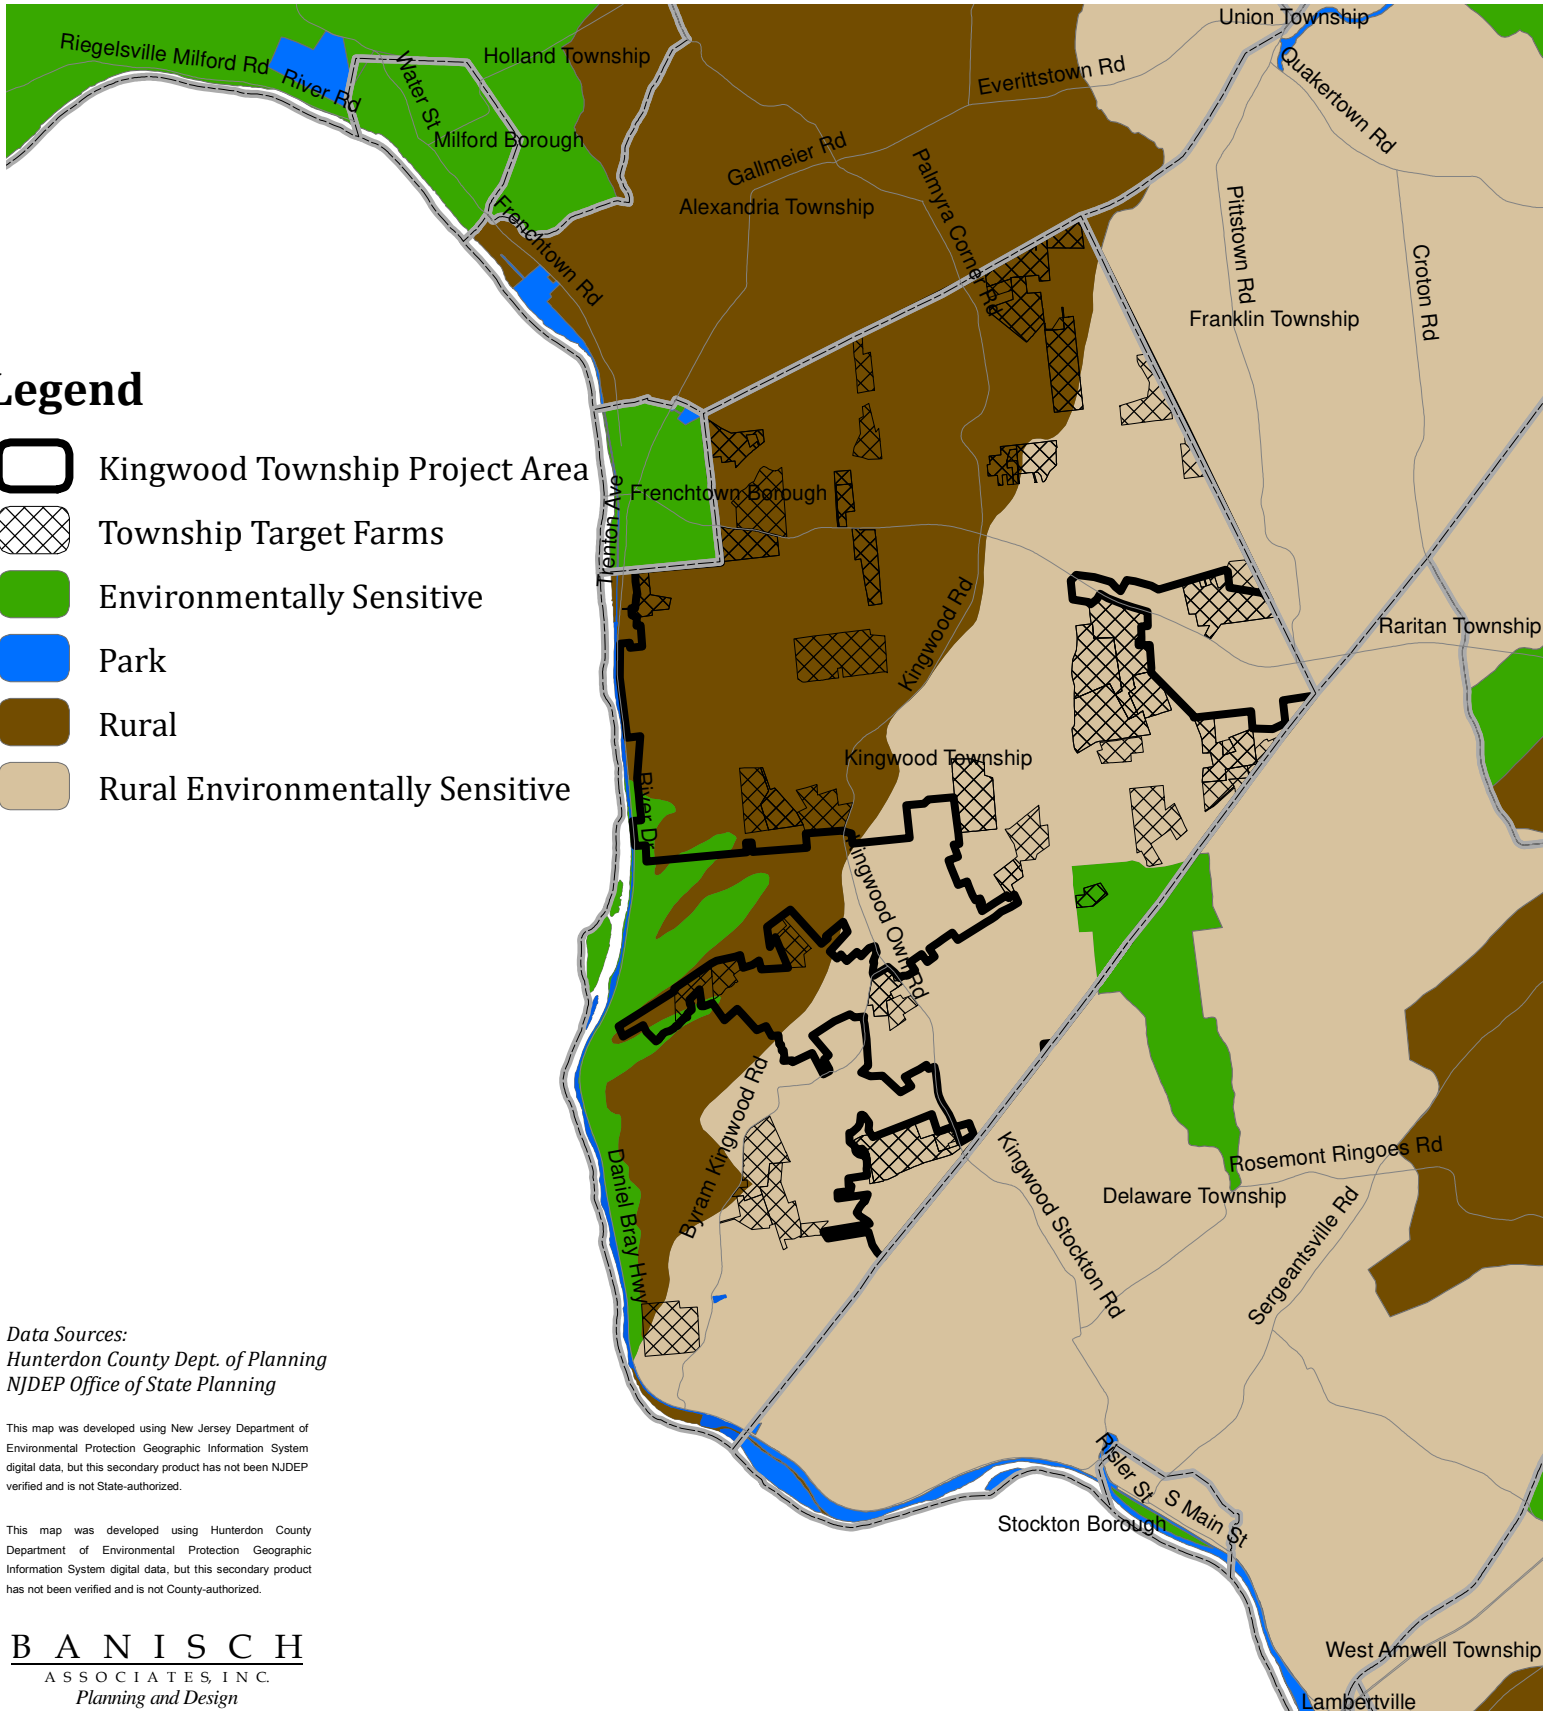 Union Township
Riegelsville Milford Rd
Holland Township
Water St
River Rd
Everittstown Rd
Quakertown Rd
Milford Borough
Gallmeier Rd
Palmyra Corner Rd
Alexandria Township
Frenchtown Rd
Pittstown Rd
Croton Rd
Franklin Township
Legend
Kingwood Township Project Area
Township Target Farms
Environmentally Sensitive
Park
Rural
Rural Environmentally Sensitive
Trenton Ave
Frenchtown Borough
Kingwood Rd
Raritan Township
Kingwood Township
River Dr
Kingwood Own Rd
Byram Kingwood Rd
Daniel Bray Hwy
Kingwood Stockton Rd
Rosemont Ringoes Rd
Delaware Township
Sergeantsville Rd
Risler St
S Main St
Stockton Borough
West Amwell Township
Lambertville
Data Sources:
Hunterdon County Dept. of Planning
NJDEP Office of State Planning
This map was developed using New Jersey Department of
Environmental Protection Geographic Information System
digital data, but this secondary product has not been NJDEP
verified and is not State-authorized.
This map was developed using Hunterdon County
Department of Environmental Protection Geographic
Information System digital data, but this secondary product
has not been verified and is not County-authorized.
BANISCH
ASSOCIATES, INC.
Planning and Design